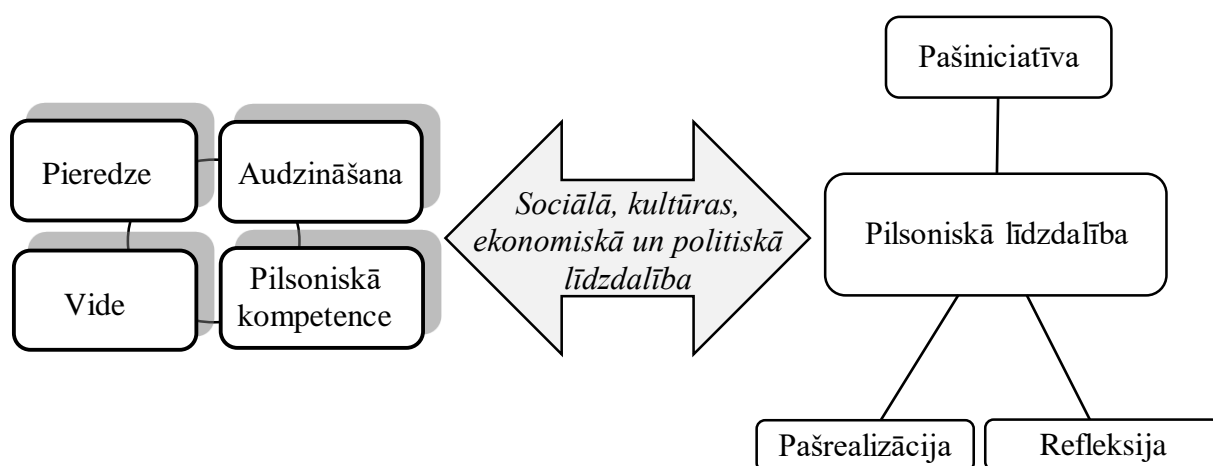 Pieredze
Audzināšana
Vide
Pilsoniskā
kompetence
Sociālā, kultūras,
ekonomiskā un politiskā
līdzdalība
Pašiniciatīva
Pilsoniskā līdzdalība
Pašrealizācija
Refleksija